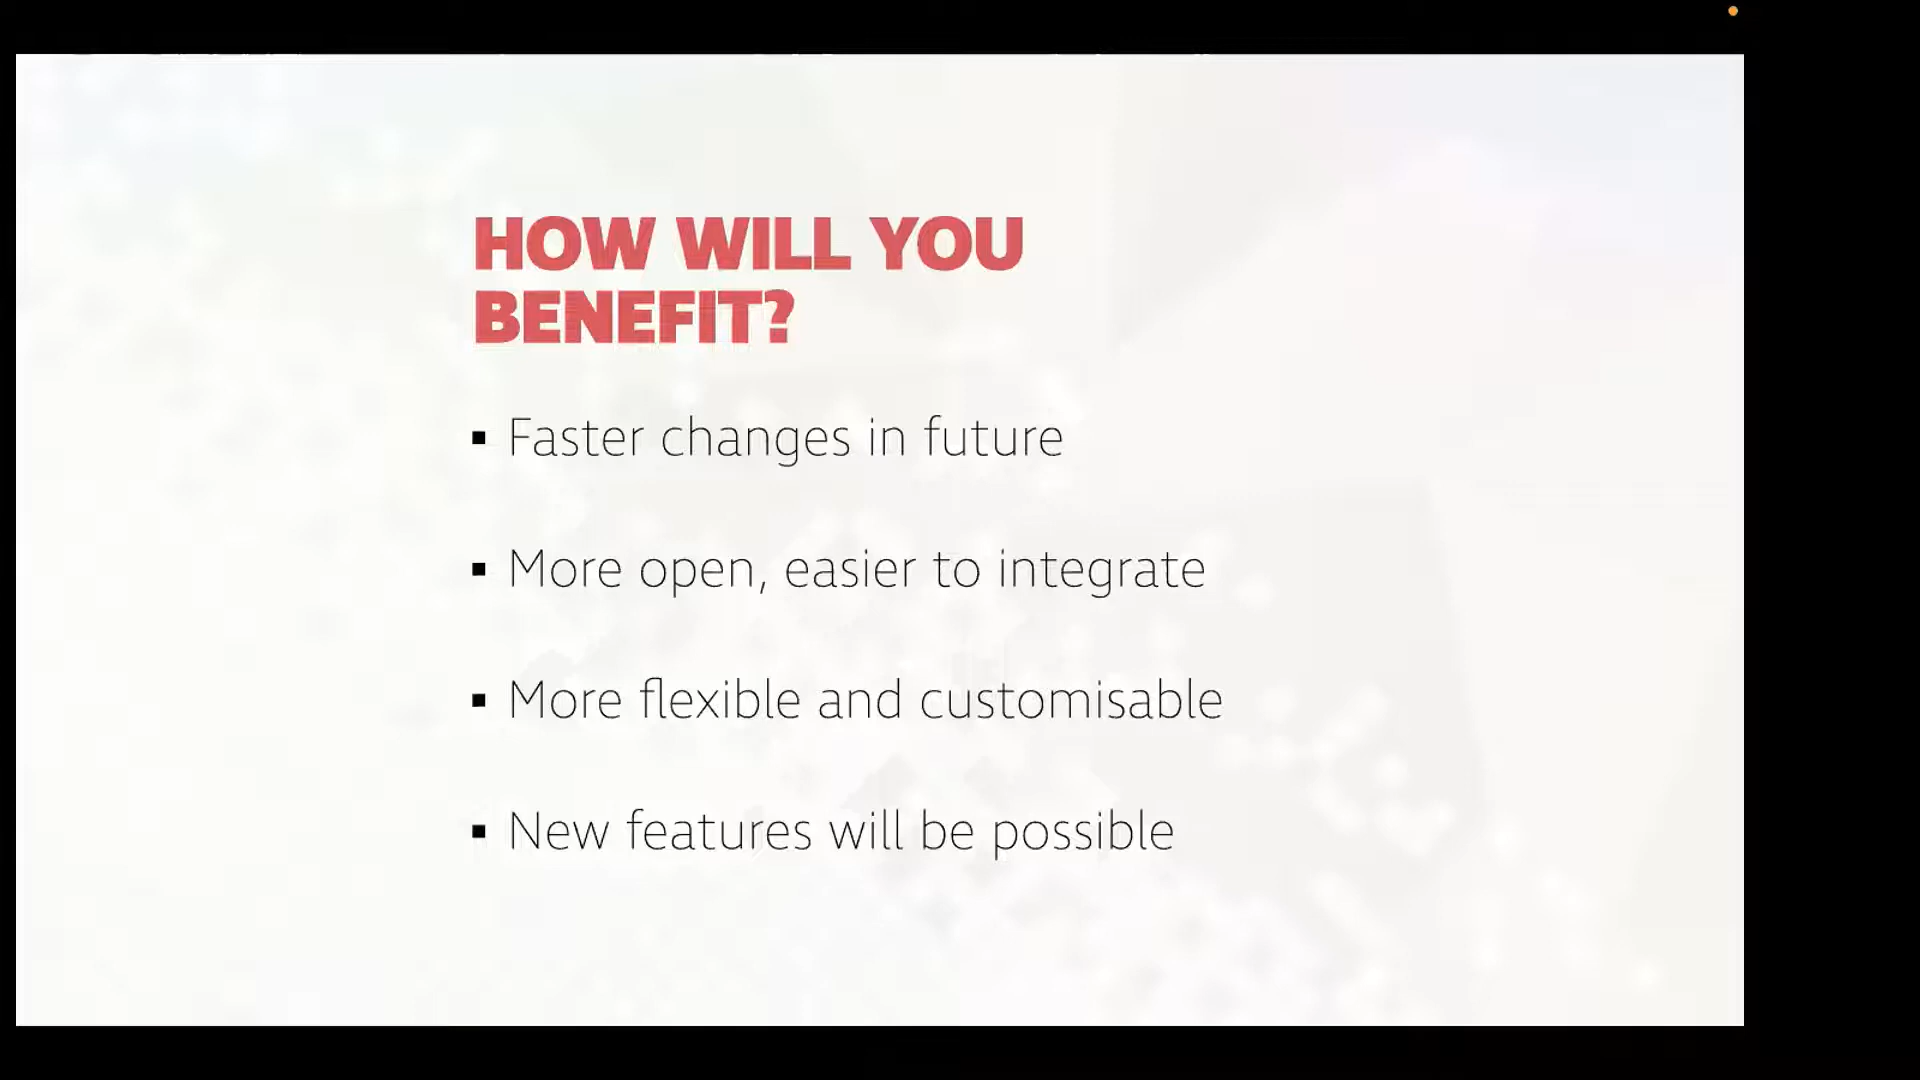 HOW WILL YOU
BENEFIT?
▪ Faster changes in future
▪ More open, easier to integrate
▪ More flexible and customisable
▪ New features will be possible